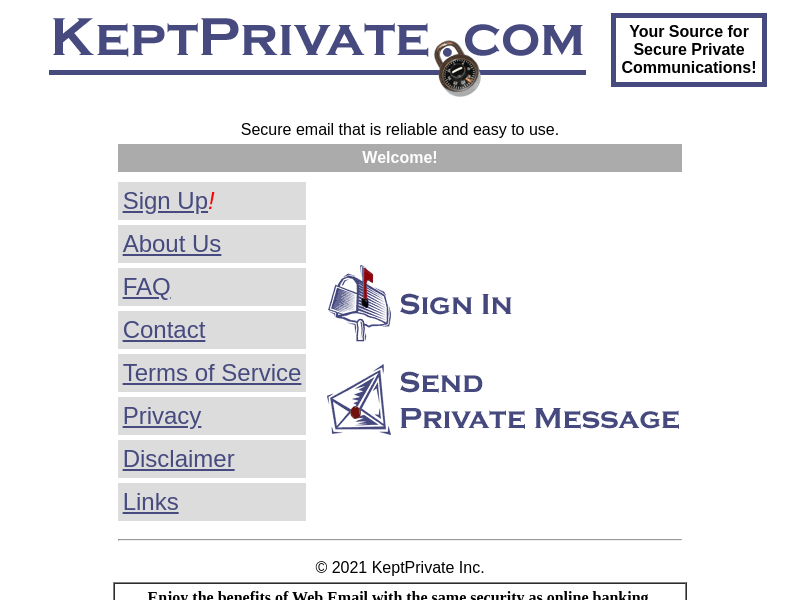 KeptPrivate.com
Your Source for
Secure Private
Communications!
Secure email that is reliable and easy to use.
Welcome!
Sign Up!
About Us
FAQ
Contact
Terms of Service
Privacy
Disclaimer
Links
Sign In
Send
Private Message
© 2021 KeptPrivate Inc.
Enjoy the benefits of Web Email with the same security as online banking.